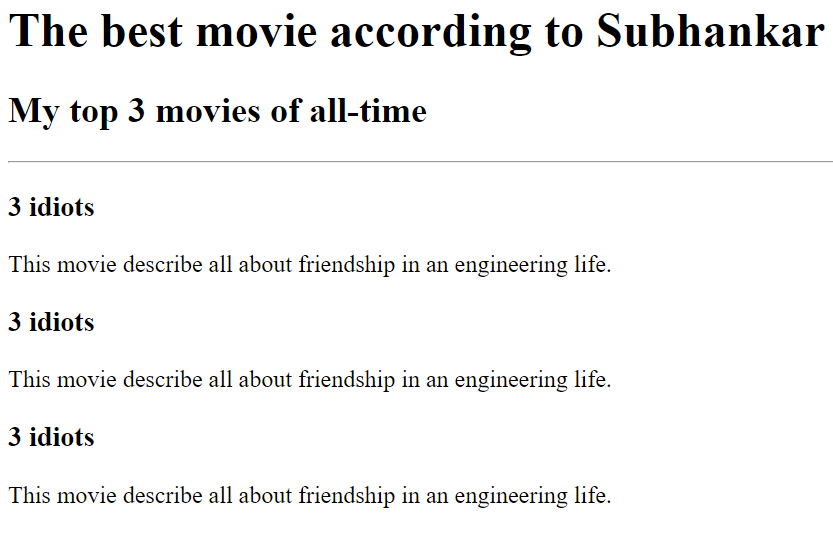 The best movie according to Subhankar
My top 3 movies of all-time
3 idiots
This movie describe all about friendship in an engineering life.
3 idiots
This movie describe all about friendship in an engineering life.
3 idiots
This movie describe all about friendship in an engineering life.